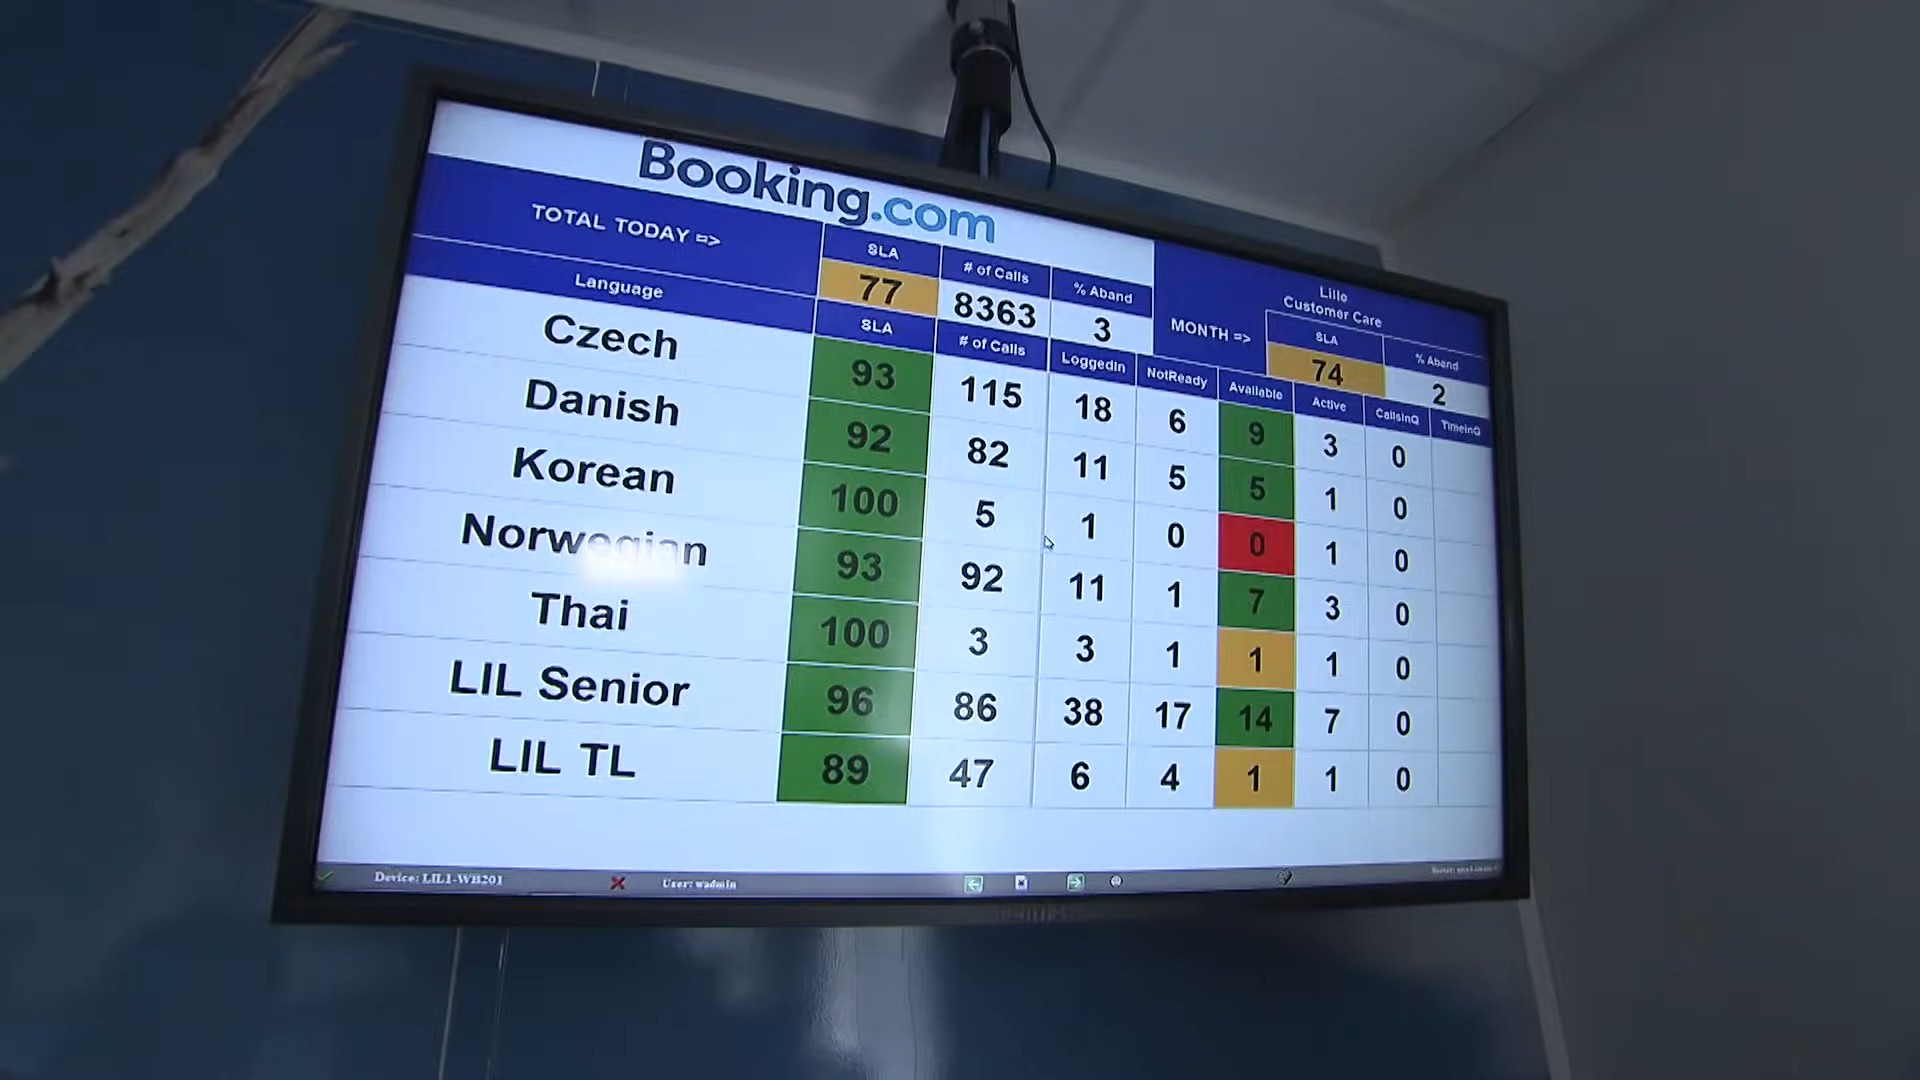 Booking.com
TOTAL TODAY => SLA # of Calls % Aband
77 8363 3
Lille
Customer Care
MONTH => SLA % Aband
74 2
Language SLA # of Calls LoggedIn NotReady Available Active CallsInQ TimeInQ
Czech 93 115 18 6 9 3 0
Danish 92 82 11 5 5 1 0
Korean 100 5 1 0 0 1 0
Norwegian 93 92 11 1 7 3 0
Thai 100 3 3 1 1 1 0
LIL Senior 96 86 38 17 14 7 0
LIL TL 89 47 6 4 1 1 0
Device: LIL1-WB201 User: wadmin